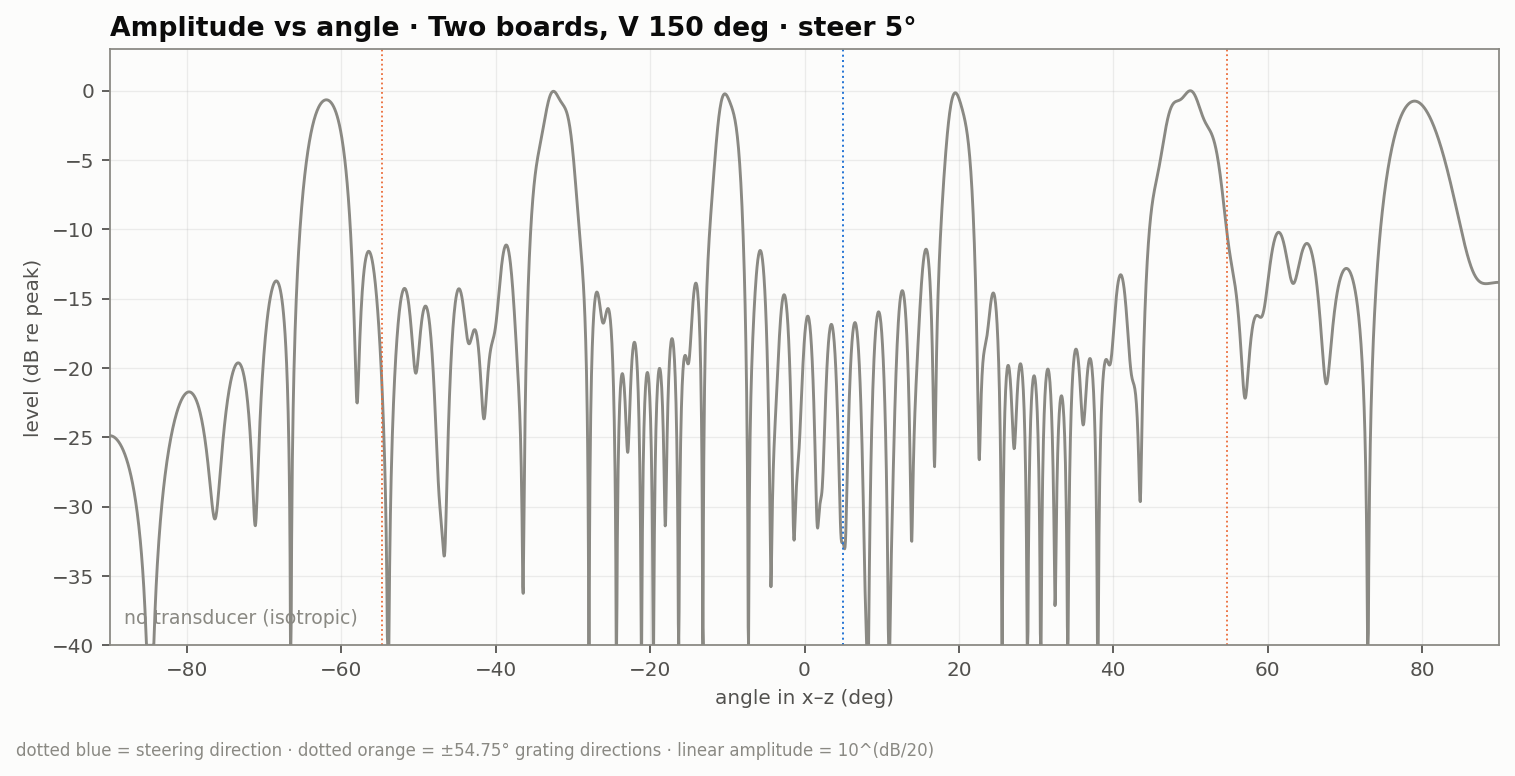 Amplitude vs angle · Two boards, V 150 deg · steer 5°
0
−5
−10
−15
−20
−25
−30
−35
−40
level (dB re peak)
no transducer (isotropic)
−80 −60 −40 −20 0 20 40 60 80
angle in x–z (deg)
dotted blue = steering direction · dotted orange = ±54.75° grating directions · linear amplitude = 10^(dB/20)